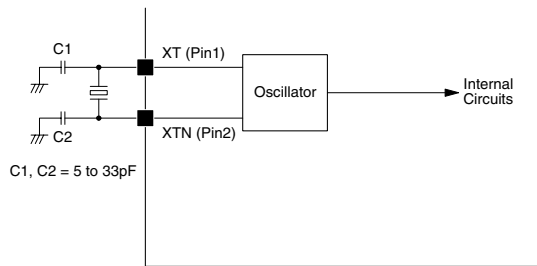 C1
XT (Pin1)
Oscillator
Internal
Circuits
XTN (Pin2)
C2
C1, C2 = 5 to 33pF